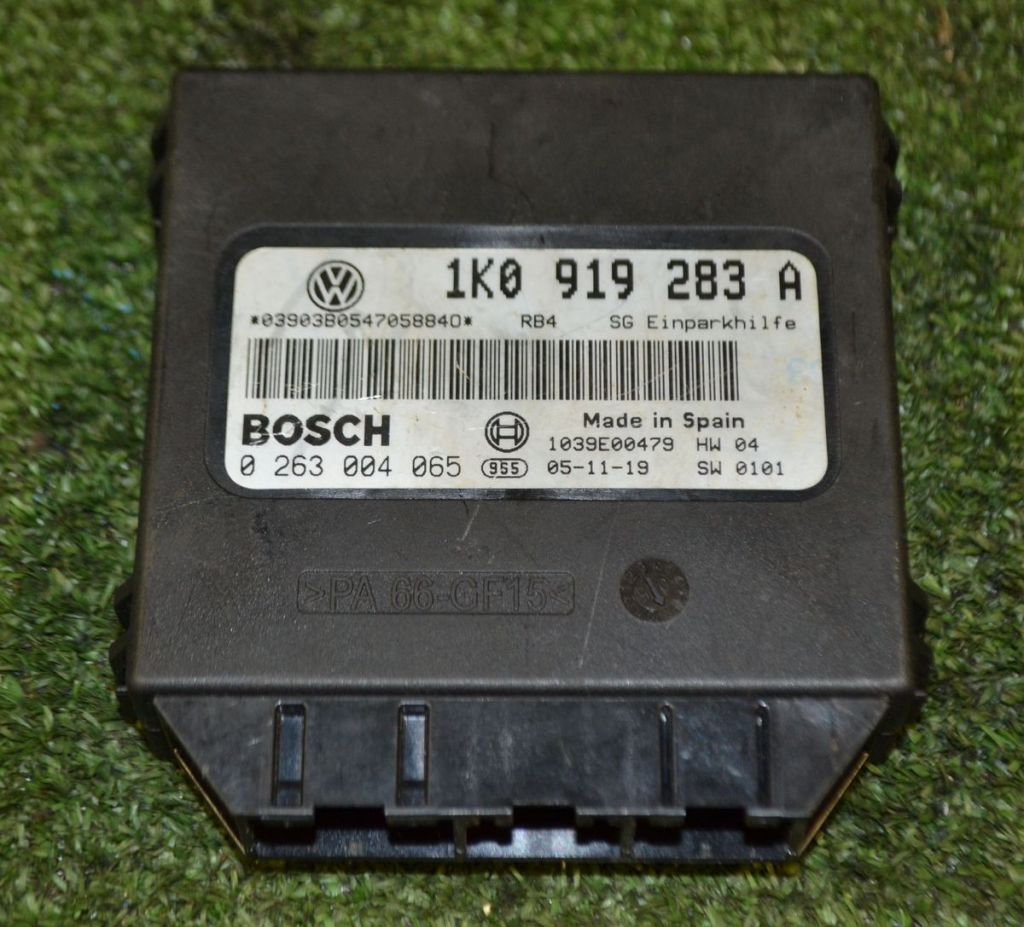 1K0 919 283 A
*03903B0547058840* RB4 SG Einparkhilfe
BOSCH
Made in Spain
1039E00479 HW 04
0 263 004 065 955 05-11-19 SW 0101
>PA 66-GF15<